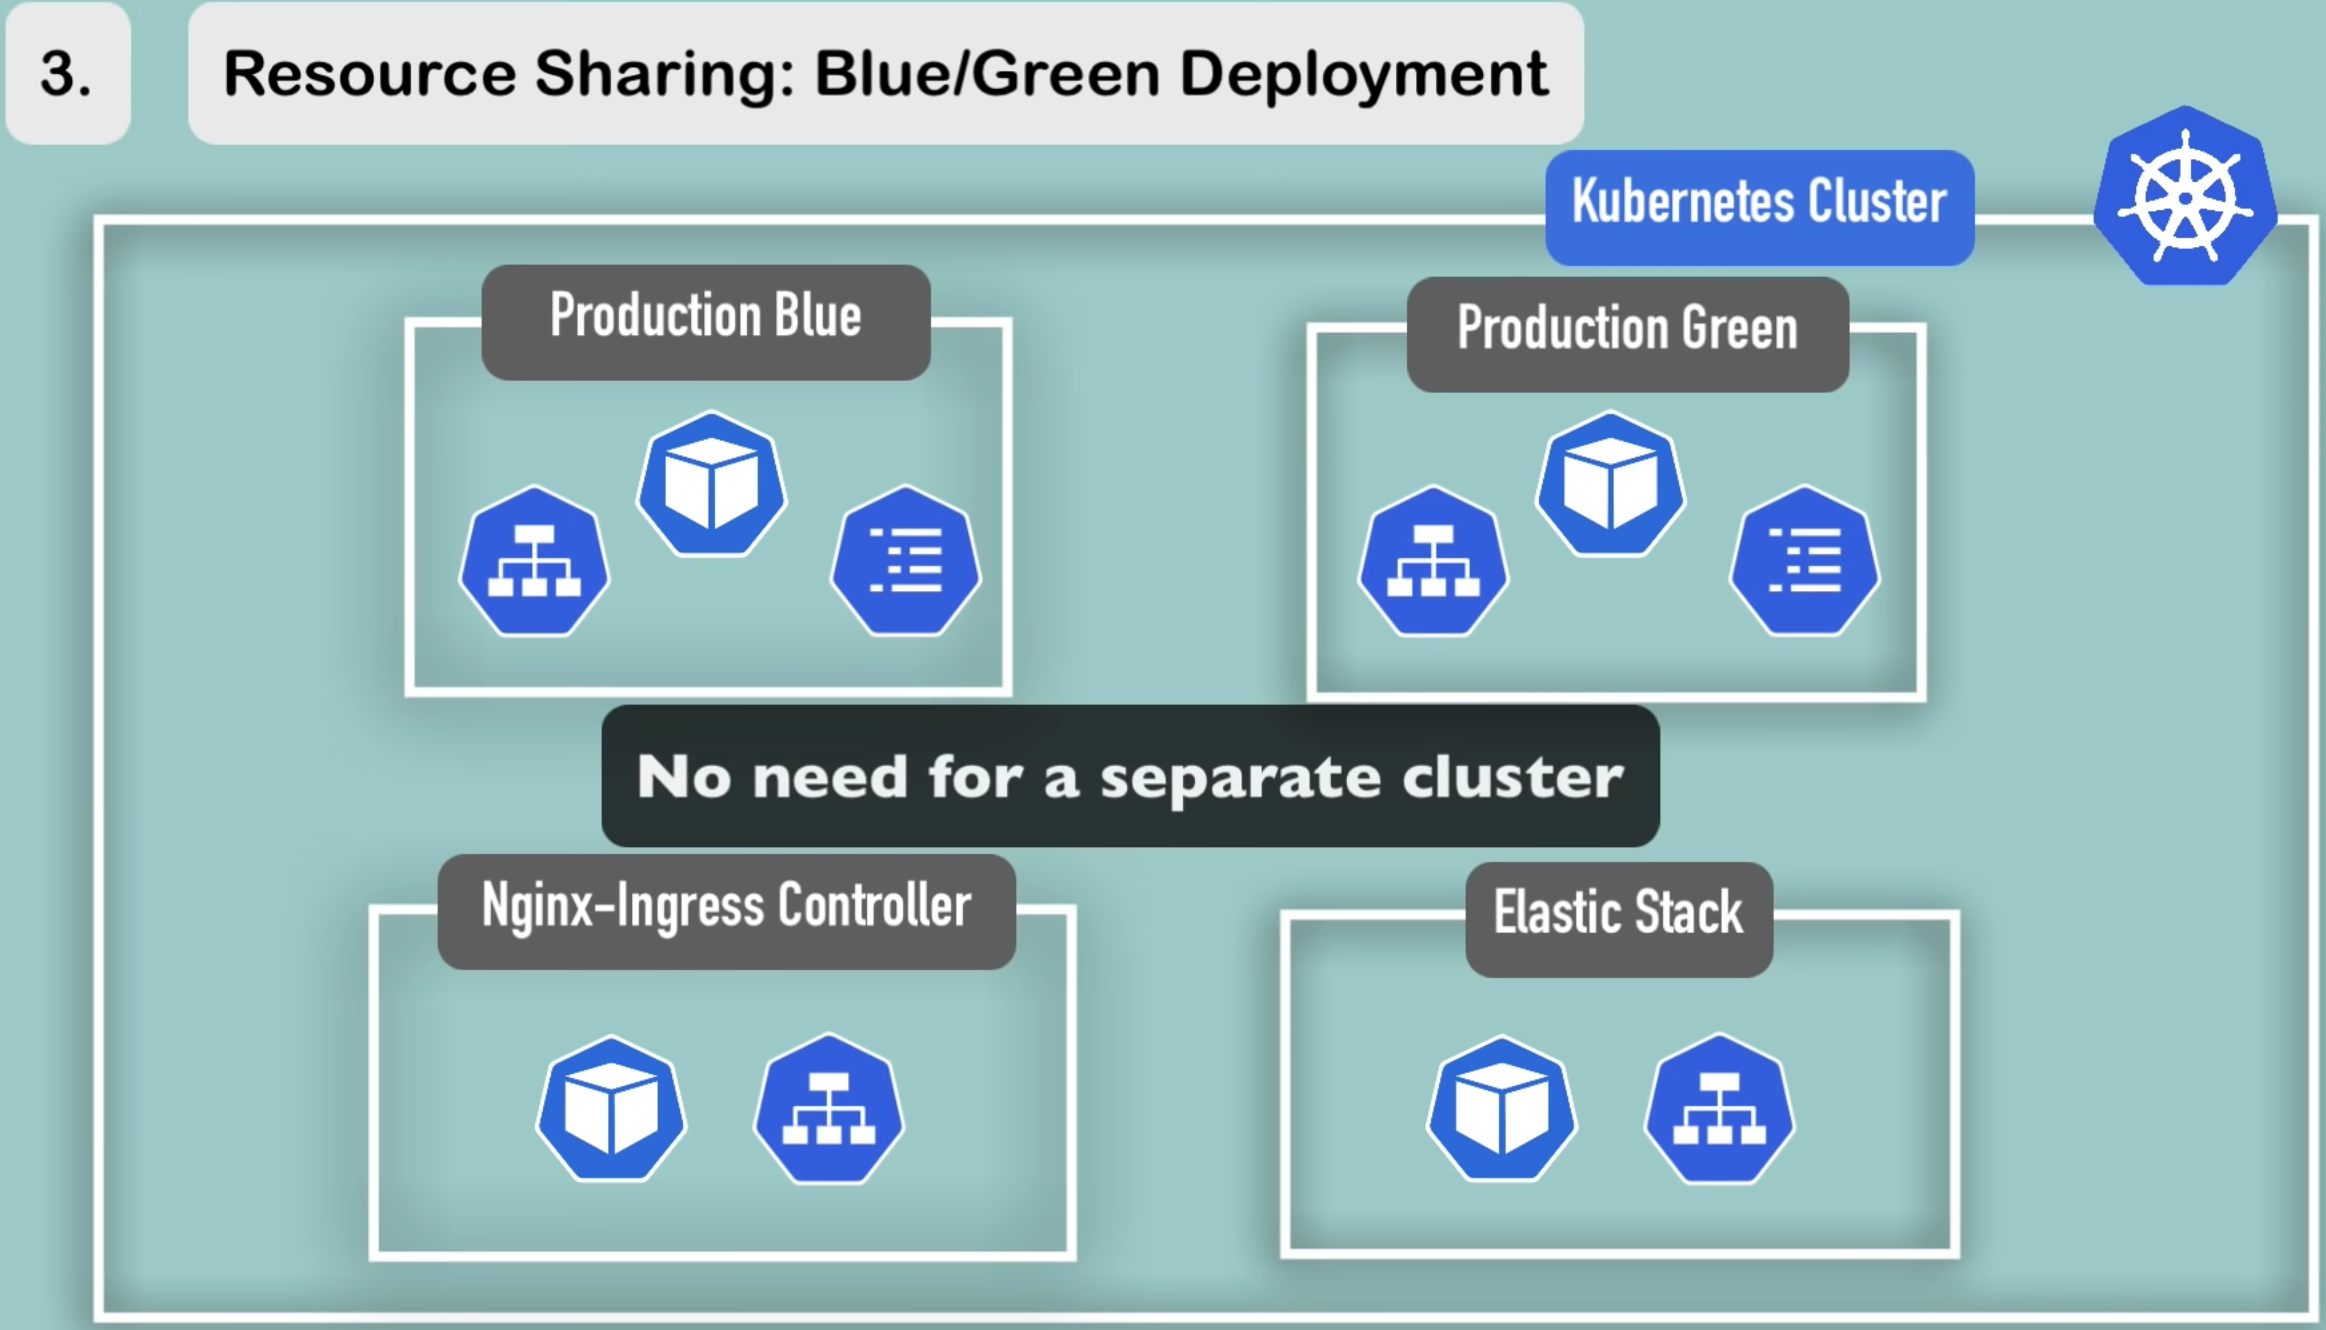 3.
Resource Sharing: Blue/Green Deployment
Kubernetes Cluster
Production Blue
Production Green
No need for a separate cluster
Nginx-Ingress Controller
Elastic Stack